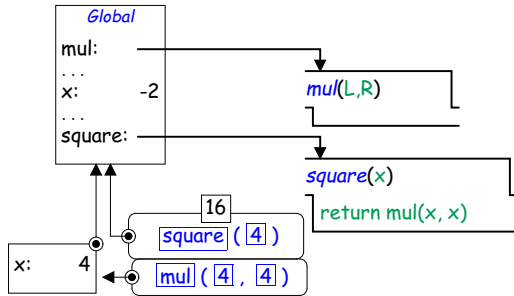 Global
mul:
...
x: -2
...
square:
mul(L,R)
square(x)
return mul(x, x)
16
square ( 4 )
x: 4
mul ( 4 , 4 )